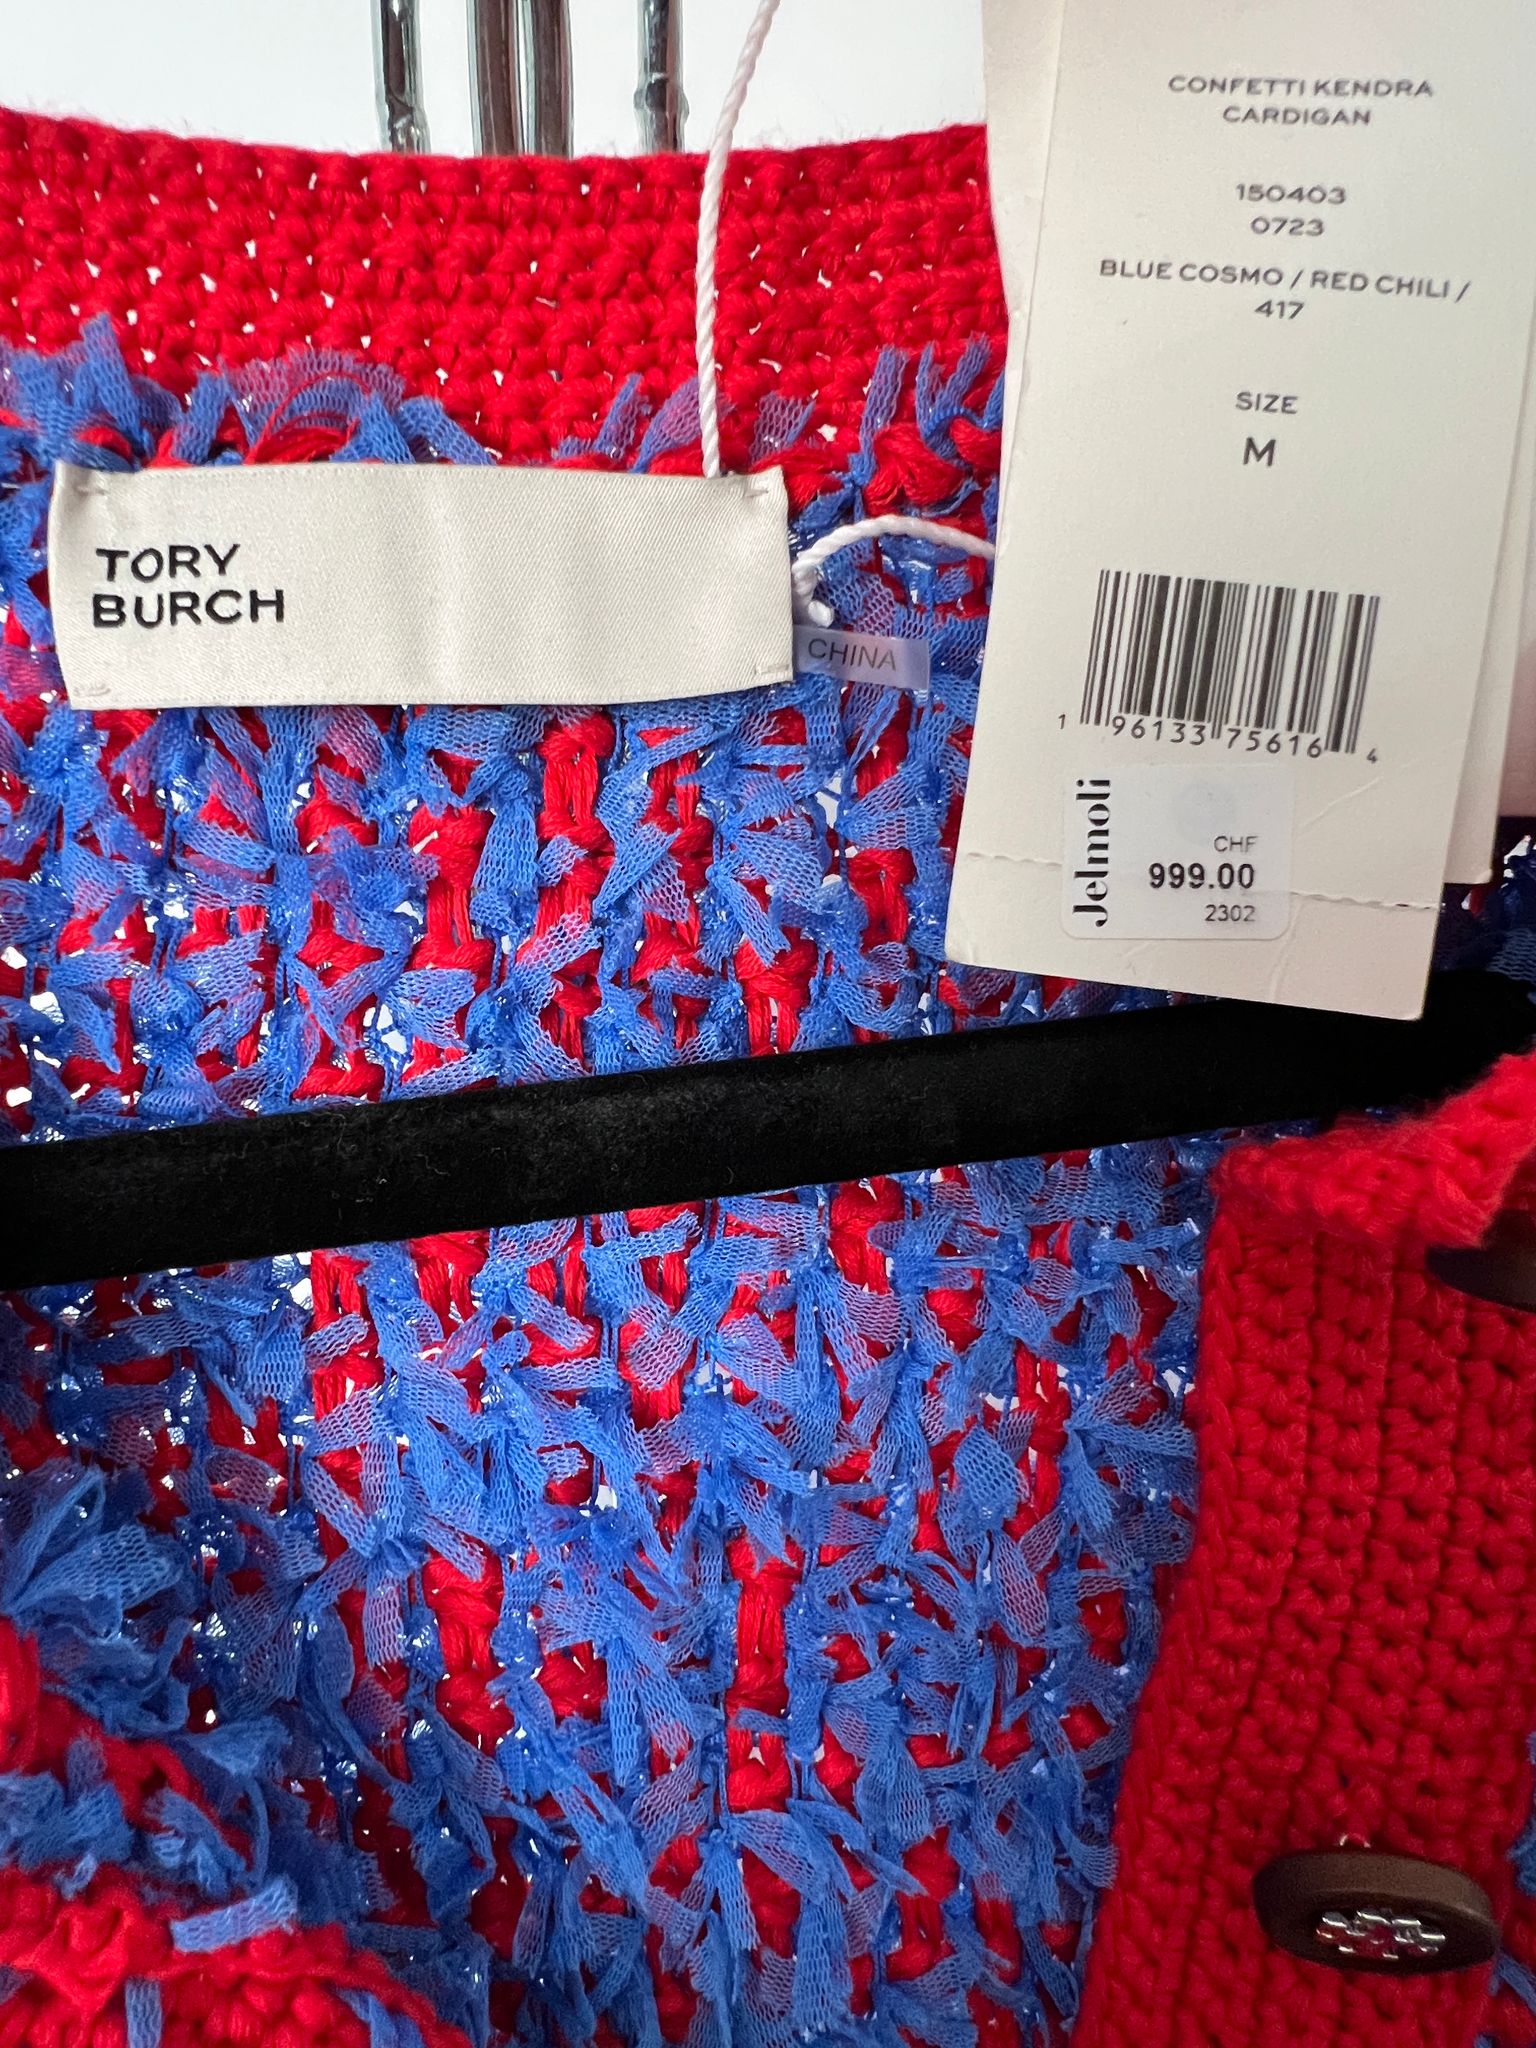 CONFETTI KENDRA
CARDIGAN
150403
0723
BLUE COSMO / RED CHILI /
417
SIZE
M
TORY
BURCH
CHINA
1 96133 75616 4
Jelmoli
CHF
999.00
2302